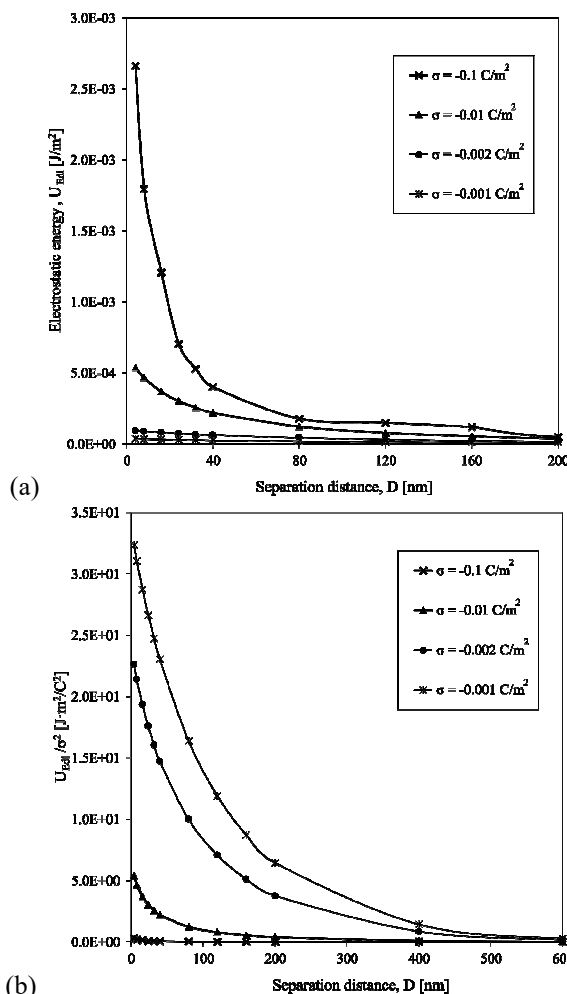 3.0E-03
2.5E-03
2.0E-03
1.5E-03
1.0E-03
5.0E-04
0.0E+00
Electrostatic energy, U_Edl [J/m²]
σ = -0.1 C/m²
σ = -0.01 C/m²
σ = -0.002 C/m²
σ = -0.001 C/m²
0 40 80 120 160 200
Separation distance, D [nm]
(a)
3.5E+01
3.0E+01
2.5E+01
2.0E+01
1.5E+01
1.0E+01
5.0E+00
0.0E+00
U_Edl /σ² [J·m²/C²]
σ = -0.1 C/m²
σ = -0.01 C/m²
σ = -0.002 C/m²
σ = -0.001 C/m²
0 100 200 300 400 500 600
Separation distance, D [nm]
(b)